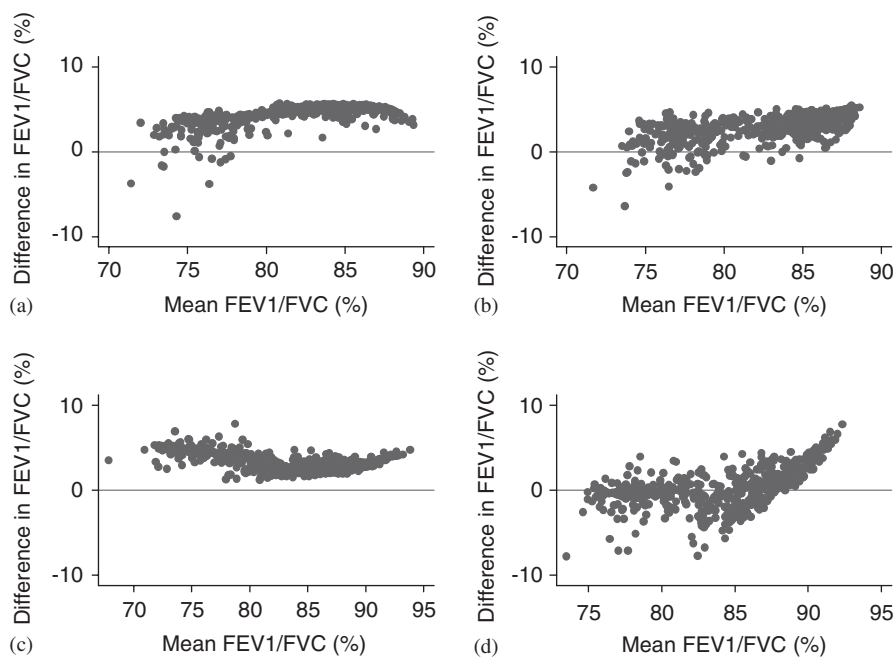 Difference in FEV1/FVC (%)
10
0
-10
70 75 80 85 90
(a) Mean FEV1/FVC (%)
Difference in FEV1/FVC (%)
10
0
-10
70 75 80 85 90
(b) Mean FEV1/FVC (%)
Difference in FEV1/FVC (%)
10
0
-10
70 75 80 85 90 95
(c) Mean FEV1/FVC (%)
Difference in FEV1/FVC (%)
10
0
-10
75 80 85 90 95
(d) Mean FEV1/FVC (%)